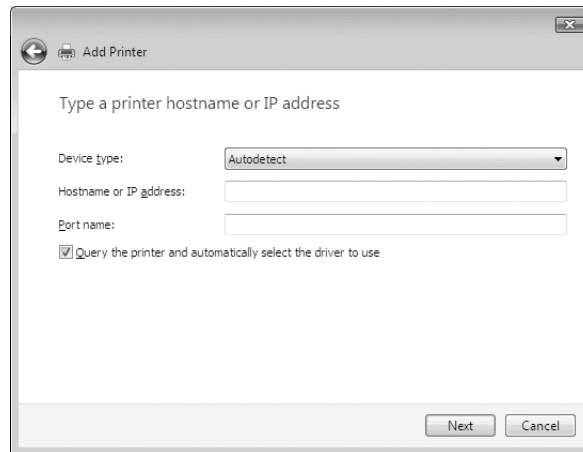 Add Printer
Type a printer hostname or IP address
Device type: Autodetect
Hostname or IP address:
Port name:
Query the printer and automatically select the driver to use
Next Cancel